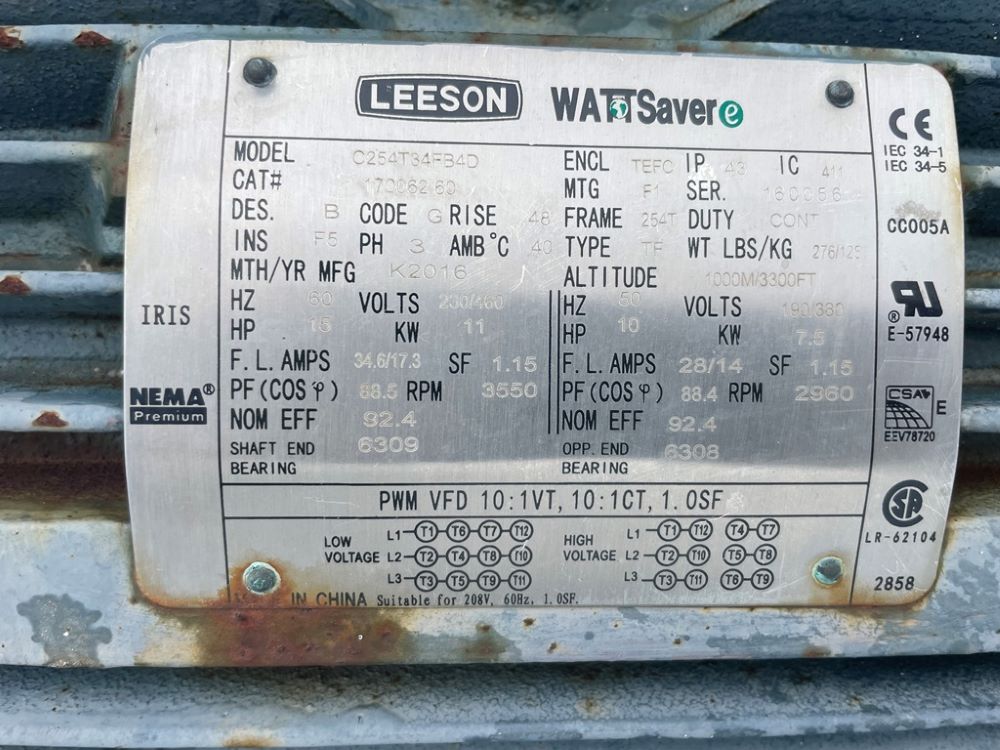 LEESON WATTSaver e
MODEL C254T34FB4D ENCL TEFC IP 43 IC 411
CAT# 170062.60 MTG F1 SER.
DES. B CODE G RISE 48 FRAME 254T DUTY CONT
INS F5 PH 3 AMB°C 40 TYPE TF WT LBS/KG 276/125
MTH/YR MFG K2016 ALTITUDE 1000M/3300FT
HZ 60 VOLTS 230/460 HZ 50 VOLTS 190/380
HP 15 KW 11 HP 10 KW 7.5
F.L. AMPS 34.6/17.3 SF 1.15 F.L. AMPS 28/14 SF 1.15
PF(COS φ) 88.5 RPM 3550 PF(COS φ) 88.4 RPM 2960
NOM EFF 92.4 NOM EFF 92.4
SHAFT END BEARING 6309 OPP. END BEARING 6308
PWM VFD 10:1VT, 10:1CT, 1.0SF
LOW VOLTAGE
L1 T1 T6 T7 T12
L2 T2 T4 T8 T10
L3 T3 T5 T9 T11
HIGH VOLTAGE
L1 T1 T12 T4 T7
L2 T2 T10 T5 T8
L3 T3 T11 T6 T9
IN CHINA Suitable for 208V, 60Hz, 1.0SF.
IRIS
NEMA®
Premium
CE
IEC 34-1
IEC 34-5
CC005A
®
E-57948
CSA E
EEV78720
LR-62104
2858